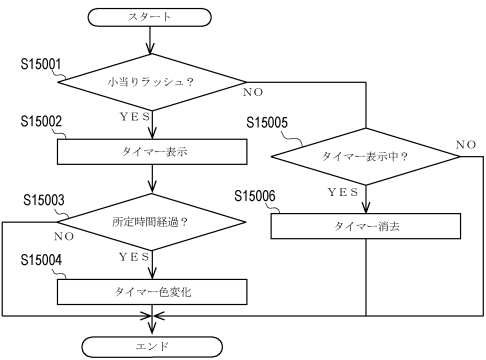 スタート
S15001
小当りラッシュ？
NO
YES
S15002
タイマー表示
S15005
タイマー表示中？
NO
YES
S15003
所定時間経過？
NO
YES
S15006
タイマー消去
S15004
タイマー色変化
エンド